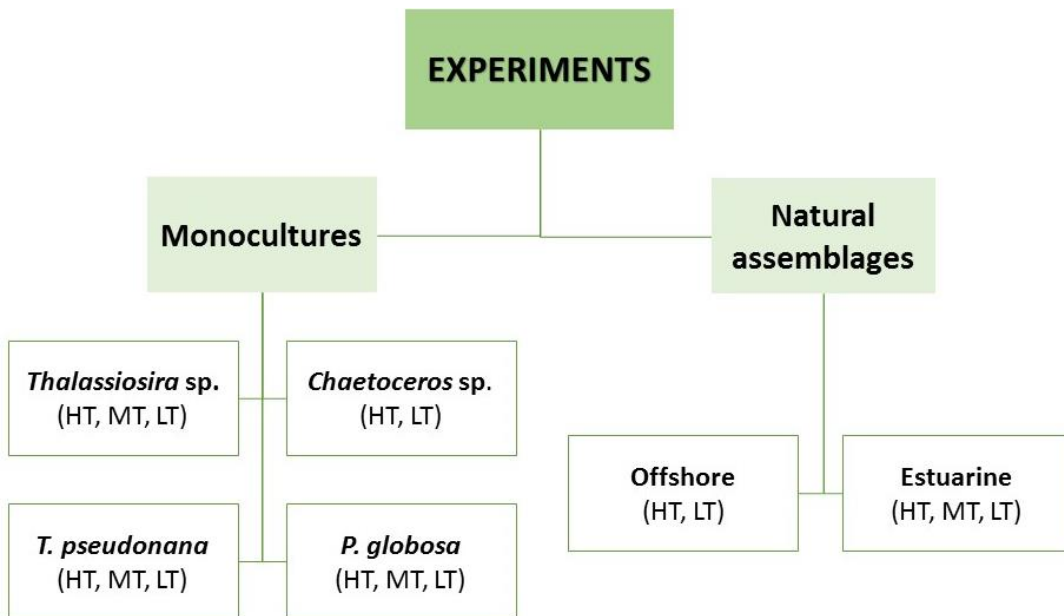 EXPERIMENTS
Monocultures
Natural
assemblages
Thalassiosira sp.
(HT, MT, LT)
Chaetoceros sp.
(HT, LT)
T. pseudonana
(HT, MT, LT)
P. globosa
(HT, MT, LT)
Offshore
(HT, LT)
Estuarine
(HT, MT, LT)